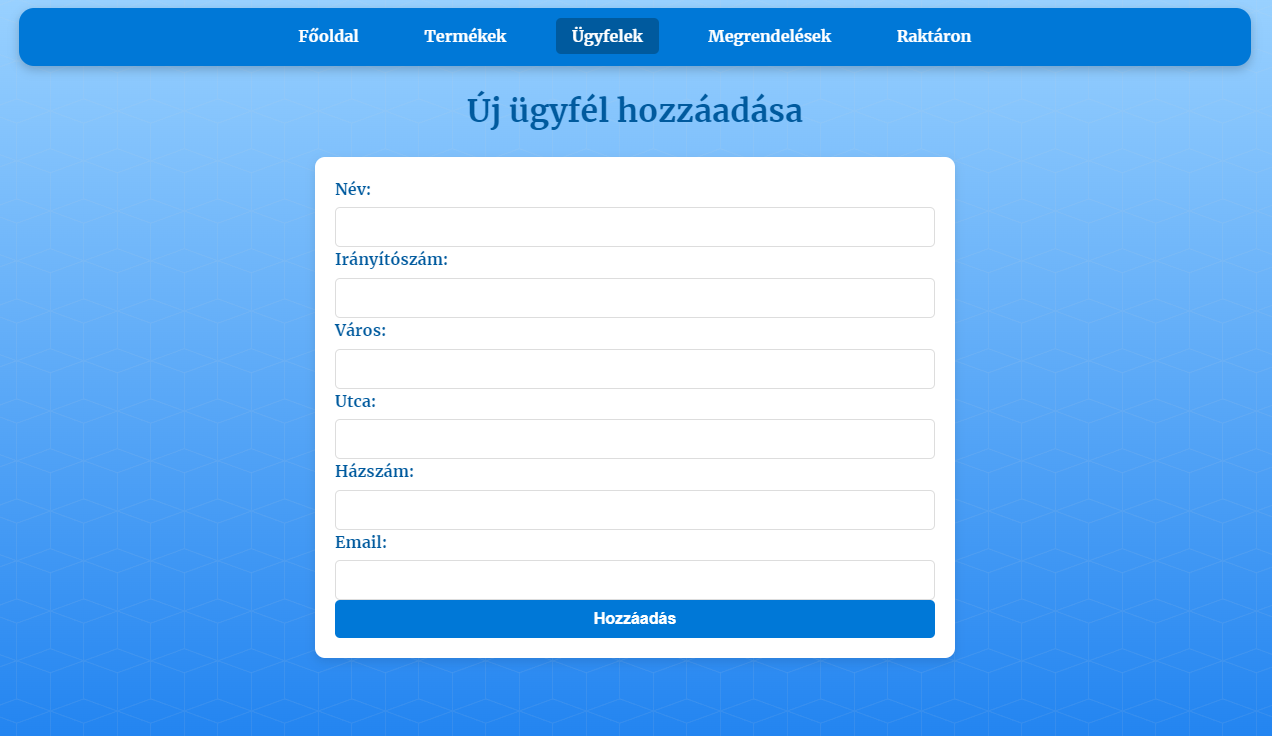 Főoldal Termékek Ügyfelek Megrendelések Raktáron
Új ügyfél hozzáadása
Név:
Irányítószám:
Város:
Utca:
Házszám:
Email:
Hozzáadás